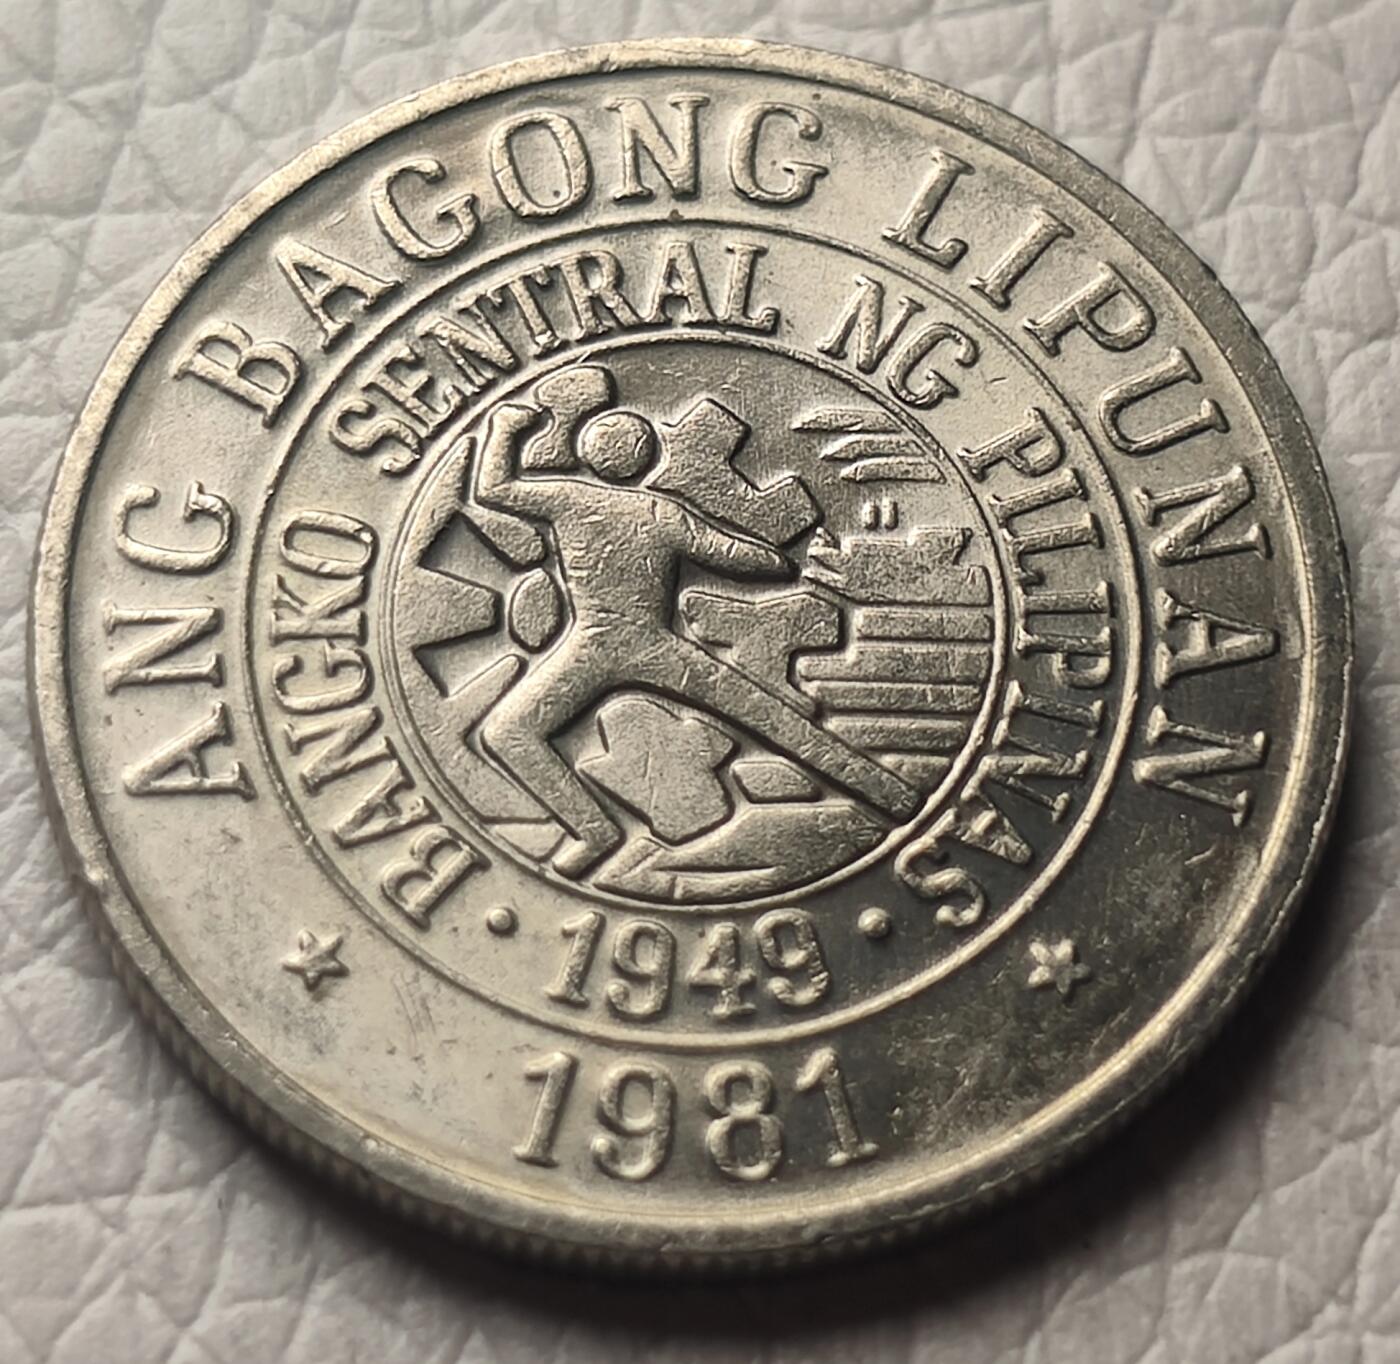 ANG BAGONG LIPUNAN
BANGKO SENTRAL NG PILIPINAS
· 1949 ·
1981